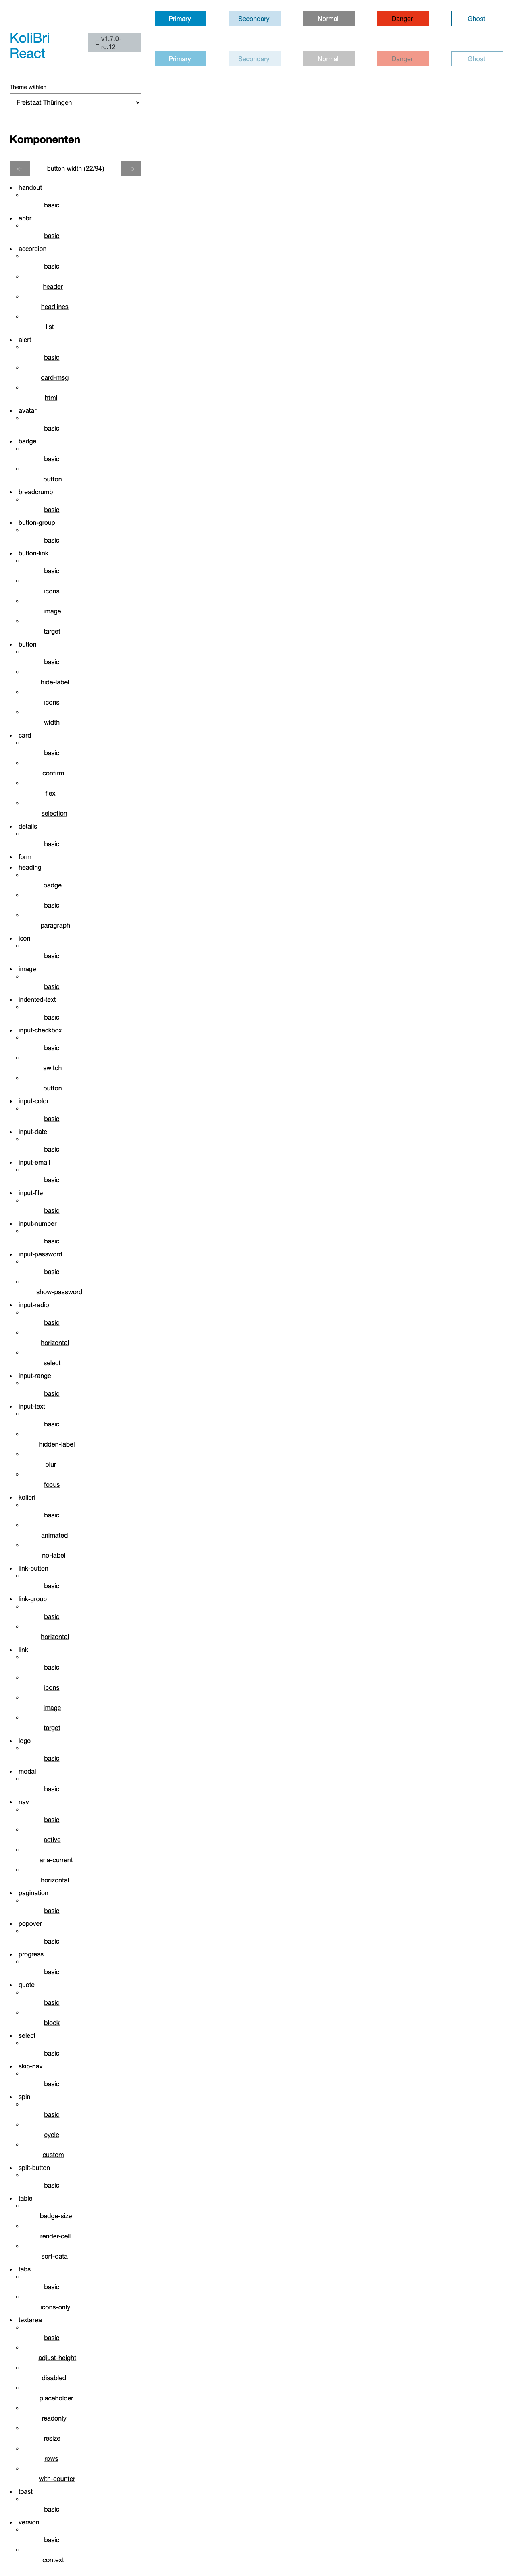 KoliBri
React
v1.7.0-
rc.12
Theme wählen
Freistaat Thüringen
Komponenten
← button width (22/94) →
handout
basic
abbr
basic
accordion
basic
header
headlines
list
alert
basic
card-msg
html
avatar
basic
badge
basic
button
breadcrumb
basic
button-group
basic
button-link
basic
icons
image
target
button
basic
hide-label
icons
width
card
basic
confirm
flex
selection
details
basic
form
heading
badge
basic
paragraph
icon
basic
image
basic
indented-text
basic
input-checkbox
basic
switch
button
input-color
basic
input-date
basic
input-email
basic
input-file
basic
input-number
basic
input-password
basic
show-password
input-radio
basic
horizontal
select
input-range
basic
input-text
basic
hidden-label
blur
focus
kolibri
basic
animated
no-label
link-button
basic
link-group
basic
horizontal
link
basic
icons
image
target
logo
basic
modal
basic
nav
basic
active
aria-current
horizontal
pagination
basic
popover
basic
progress
basic
quote
basic
block
select
basic
skip-nav
basic
spin
basic
cycle
custom
split-button
basic
table
badge-size
render-cell
sort-data
tabs
basic
icons-only
textarea
basic
adjust-height
disabled
placeholder
readonly
resize
rows
with-counter
toast
basic
version
basic
context
Primary Secondary Normal Danger Ghost
Primary Secondary Normal Danger Ghost